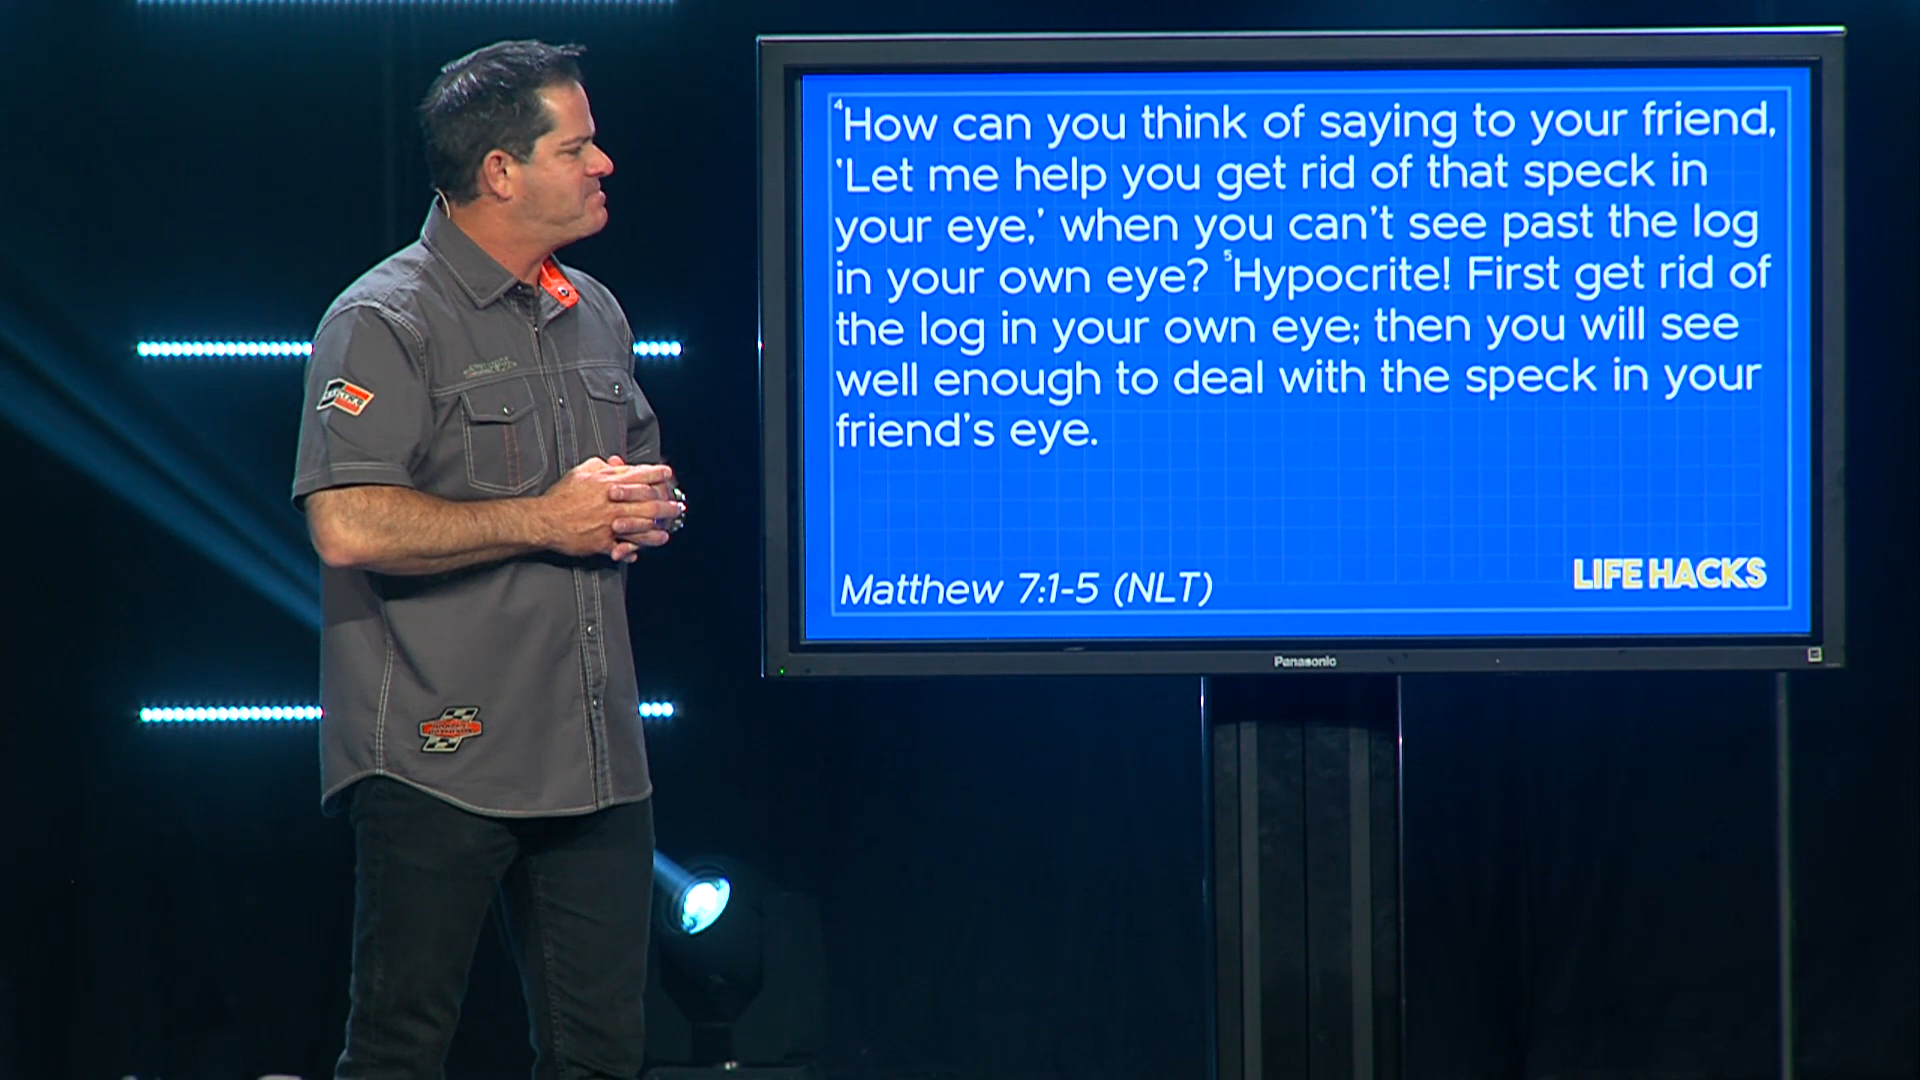 ⁴How can you think of saying to your friend,
‘Let me help you get rid of that speck in
your eye,’ when you can’t see past the log
in your own eye? ⁵Hypocrite! First get rid of
the log in your own eye; then you will see
well enough to deal with the speck in your
friend’s eye.
Matthew 7:1-5 (NLT)
LIFE HACKS
Panasonic